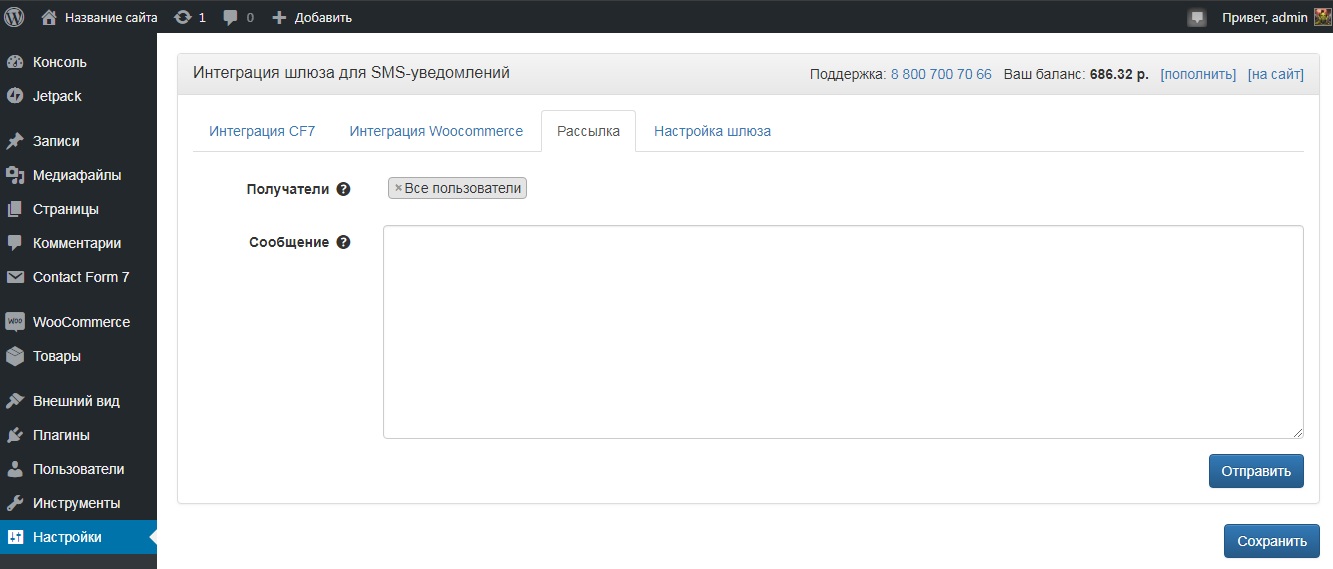 Название сайта 1 0 Добавить Привет, admin
Консоль
Jetpack
Записи
Медиафайлы
Страницы
Комментарии
Contact Form 7
WooCommerce
Товары
Внешний вид
Плагины
Пользователи
Инструменты
Настройки
Интеграция шлюза для SMS-уведомлений Поддержка: 8 800 700 70 66 Ваш баланс: 686.32 р. [пополнить] [на сайт]
Интеграция CF7 Интеграция Woocommerce Рассылка Настройка шлюза
Получатели ? ×Все пользователи
Сообщение ?
Отправить
Сохранить